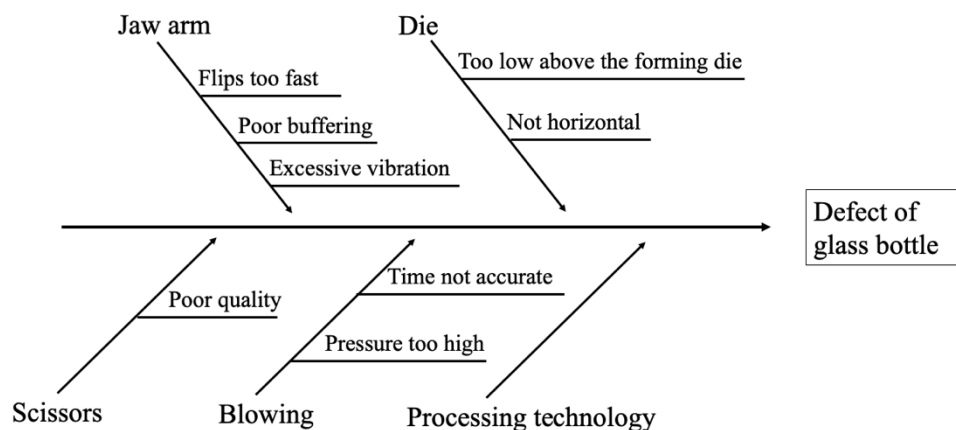 Jaw arm
Die
Flips too fast
Poor buffering
Excessive vibration
Too low above the forming die
Not horizontal
Defect of
glass bottle
Poor quality
Time not accurate
Pressure too high
Scissors
Blowing
Processing technology